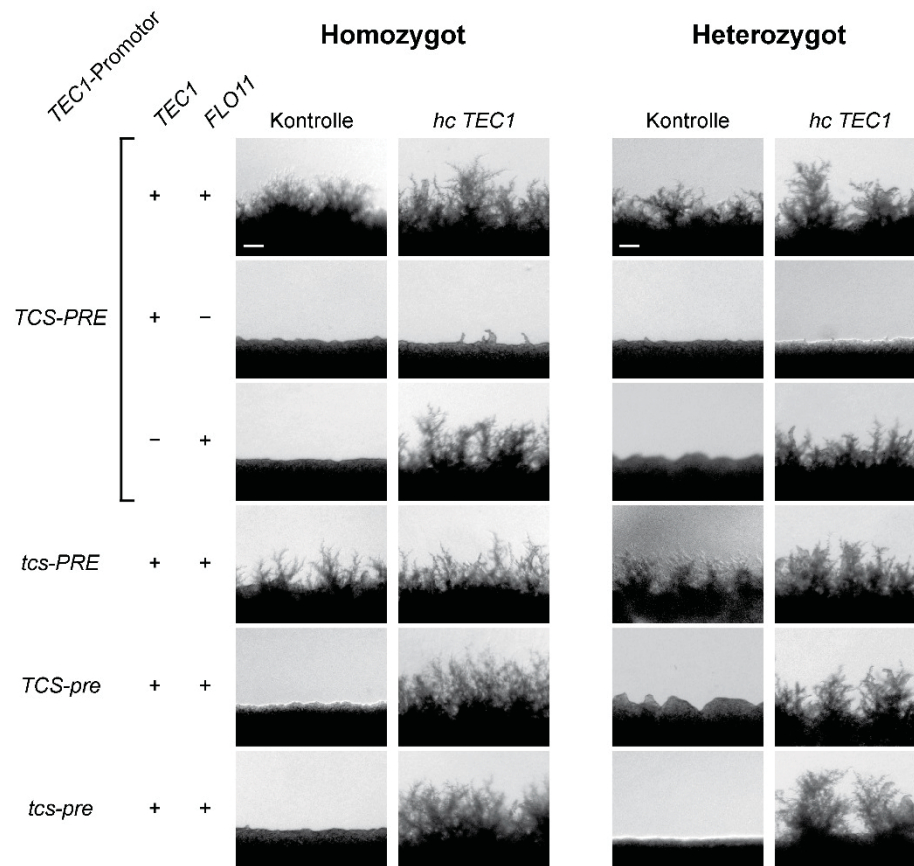 Homozygot Heterozygot
TEC1-Promotor
TEC1
FLO11
Kontrolle hc TEC1 Kontrolle hc TEC1
+ +
TCS-PRE + –
– +
tcs-PRE + +
TCS-pre + +
tcs-pre + +